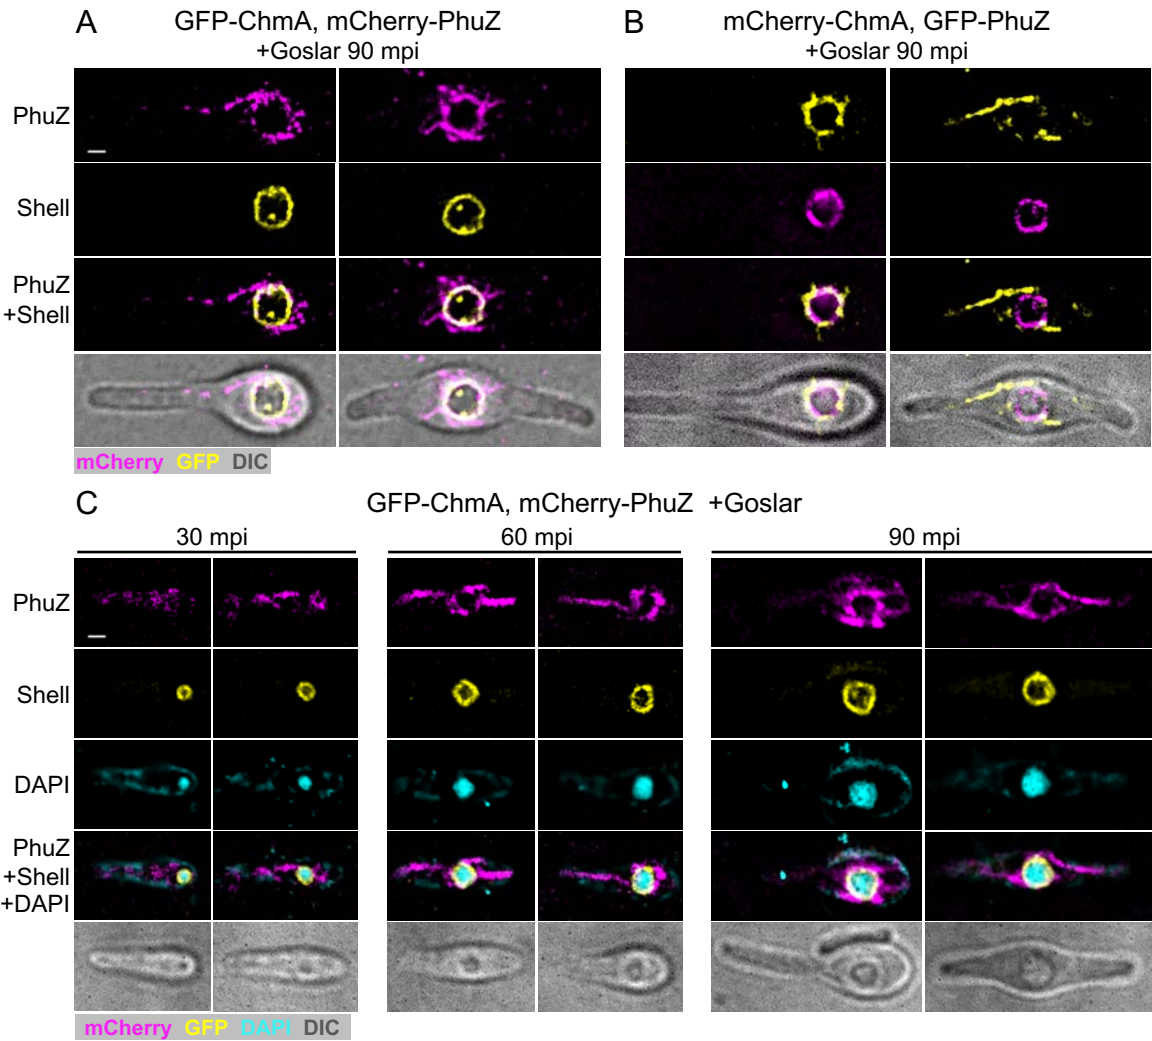 A GFP-ChmA, mCherry-PhuZ
+Goslar 90 mpi
B mCherry-ChmA, GFP-PhuZ
+Goslar 90 mpi
PhuZ
Shell
PhuZ
+Shell
mCherry GFP DIC
C GFP-ChmA, mCherry-PhuZ +Goslar
30 mpi 60 mpi 90 mpi
PhuZ
Shell
DAPI
PhuZ
+Shell
+DAPI
mCherry GFP DAPI DIC